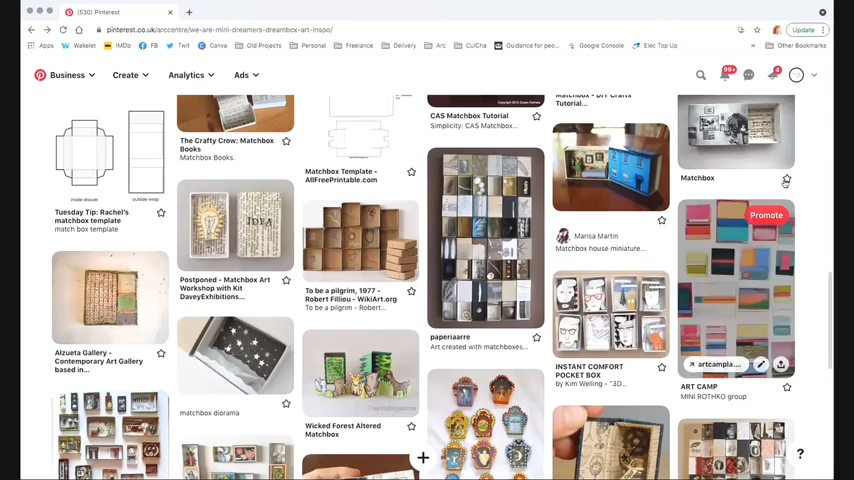 (530) Pinterest
pinterest.co.uk/arccentre/we-are-mini-dreamers-dreambox-art-inspo/
Update
Apps
Wakelet
IMDb
FB
Twit
Canva
Old Projects
Personal
Freelance
Delivery
Arc
CulCha
Guidance for peo...
Google Console
Elec Top Up
Other Bookmarks
Business
Create
Analytics
Ads
99+
4
inside drawer
outside wrap
Tuesday Tip: Rachel's
matchbox template
match box template
Alzueta Gallery -
Contemporary Art Gallery
based in...
The Crafty Crow: Matchbox
Books
Matchbox Books.
IDEA
Postponed - Matchbox Art
Workshop with Kit
DaveyExhibitions...
matchbox diorama
Matchbox Template -
AllFreePrintable.com
To be a pilgrim, 1977 -
Robert Filliou - WikiArt.org
To be a pilgrim - Robert...
Wicked Forest Altered
Matchbox
CAS Matchbox Tutorial
Simplicity: CAS Matchbox...
paperiaarre
Art created with matchboxes...
Matchbox - DIY Crafts
Tutorial...
Marisa Martin
Matchbox house miniature...
INSTANT COMFORT
POCKET BOX
by Kim Welling - "3D...
Matchbox
Promote
artcampla....
ART CAMP
MINI ROTHKO group
+
?